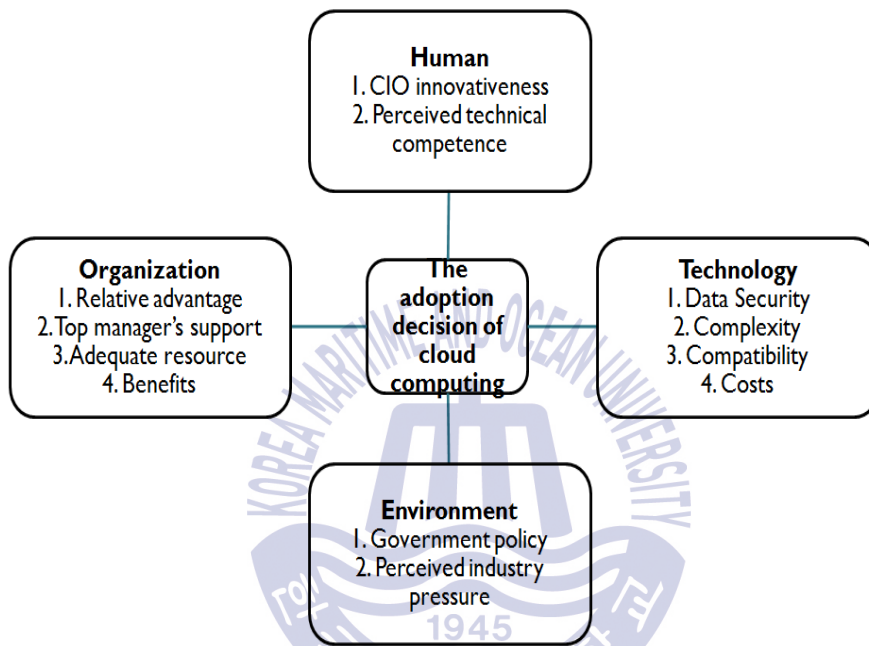 Human
1. CIO innovativeness
2. Perceived technical
competence
Organization
1. Relative advantage
2. Top manager's support
3. Adequate resource
4. Benefits
The
adoption
decision of
cloud
computing
Technology
1. Data Security
2. Complexity
3. Compatibility
4. Costs
Environment
1. Government policy
2. Perceived industry
pressure
KOREA MARITIME AND OCEAN UNIVERSITY
1945